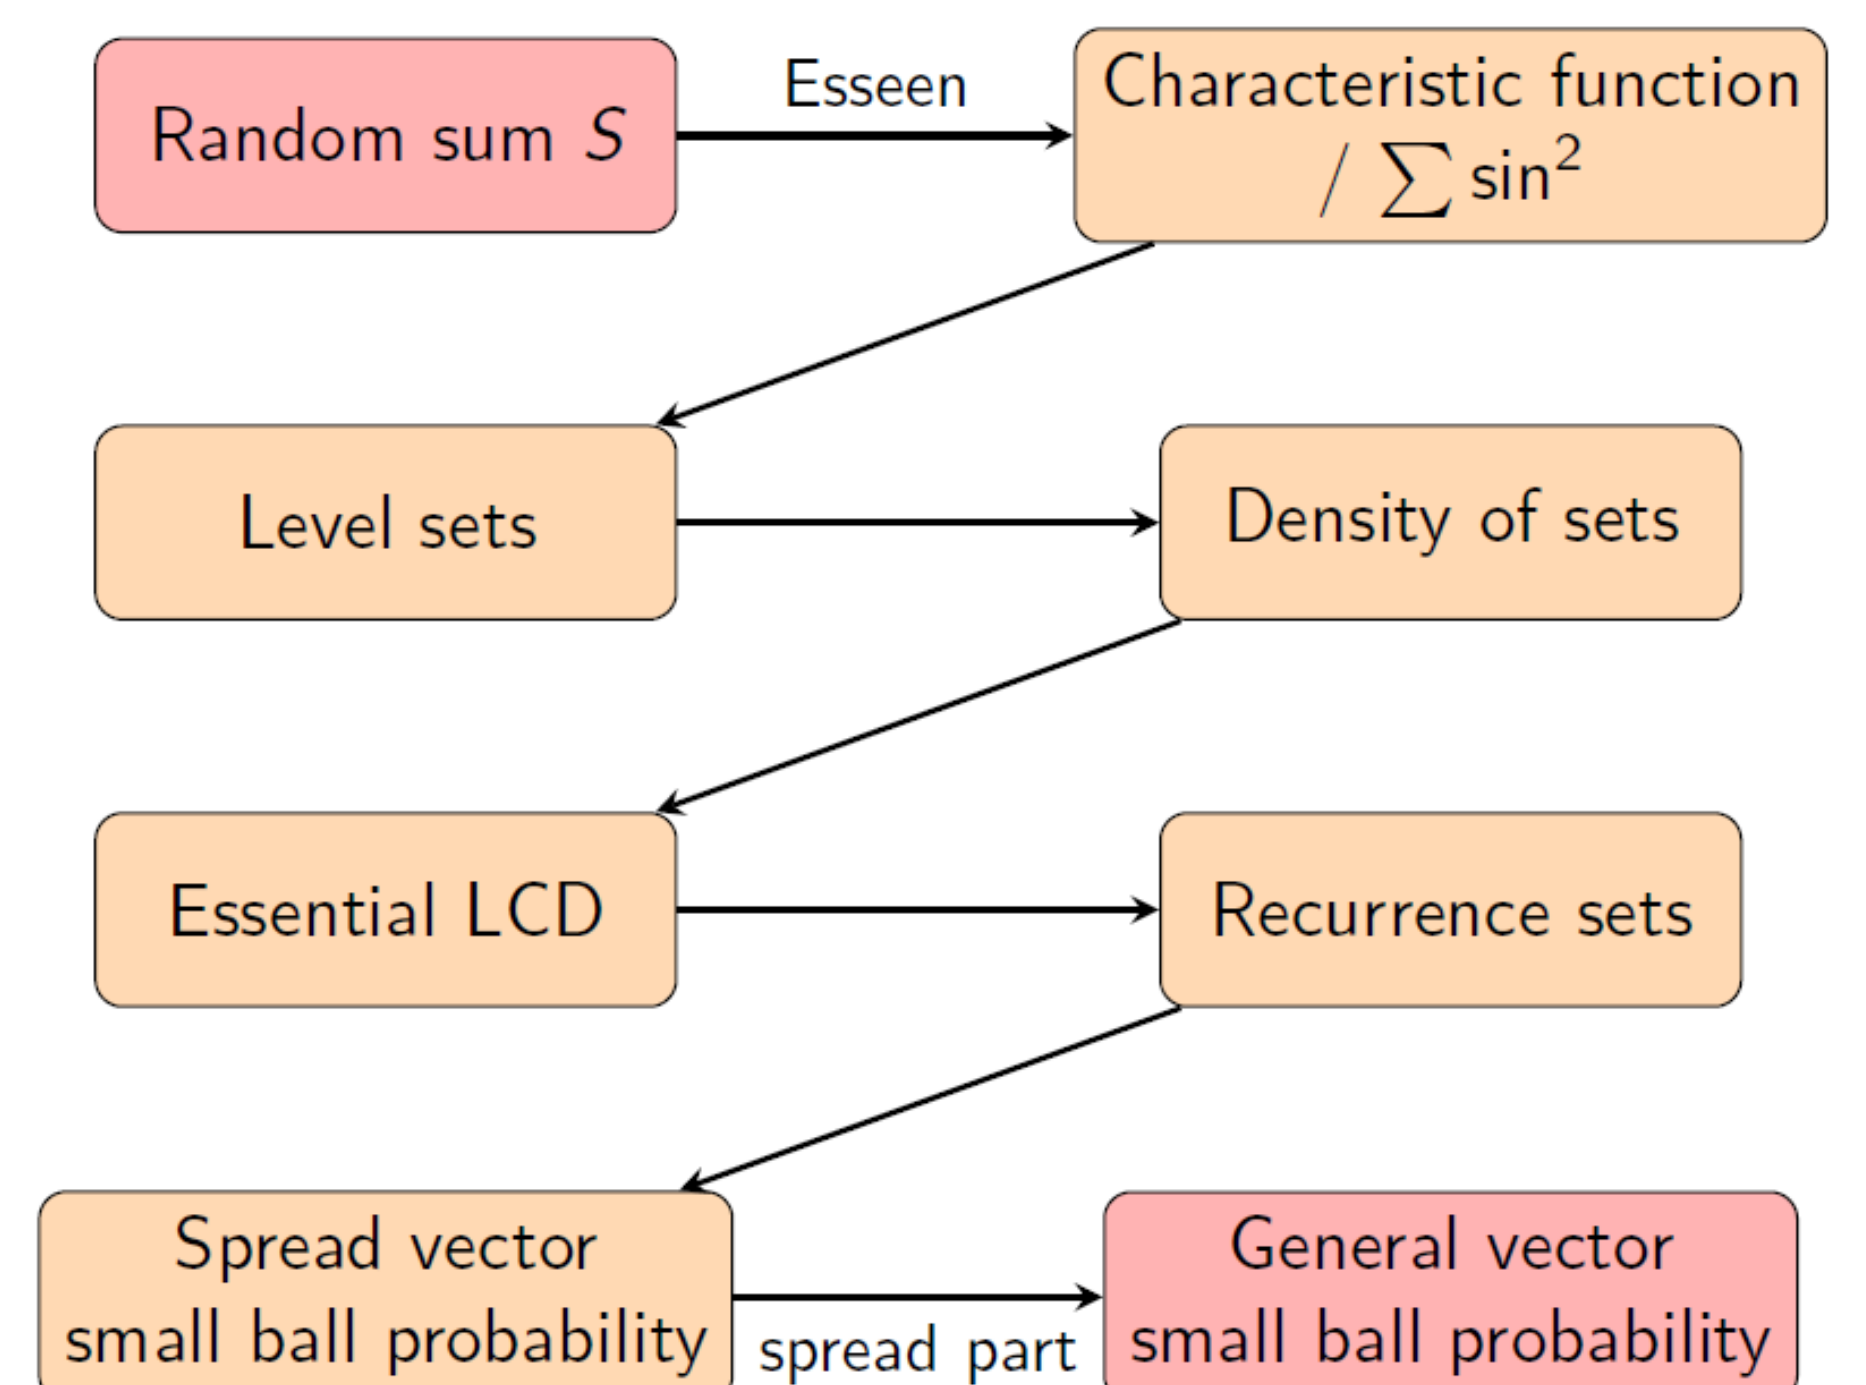 Random sum S
Esseen
Characteristic function
/ ∑ sin²
Level sets
Density of sets
Essential LCD
Recurrence sets
Spread vector
small ball probability
spread part
General vector
small ball probability